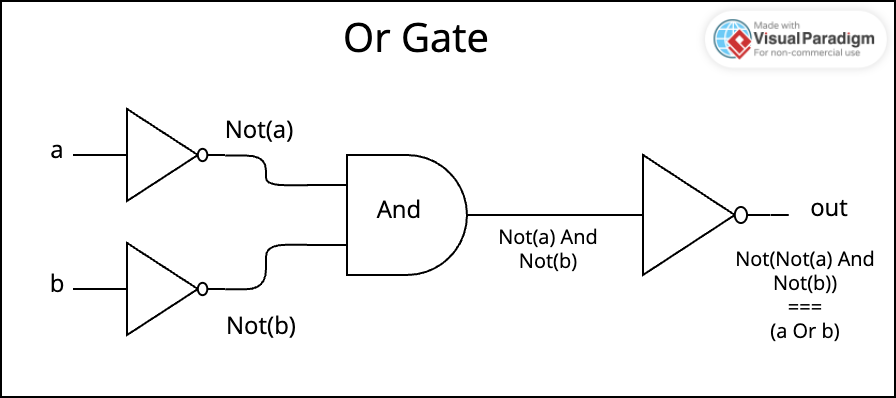 Or Gate
Made with
Visual Paradigm
For non-commercial use
a
Not(a)
And
b
Not(b)
Not(a) And
Not(b)
out
Not(Not(a) And
Not(b))
===
(a Or b)